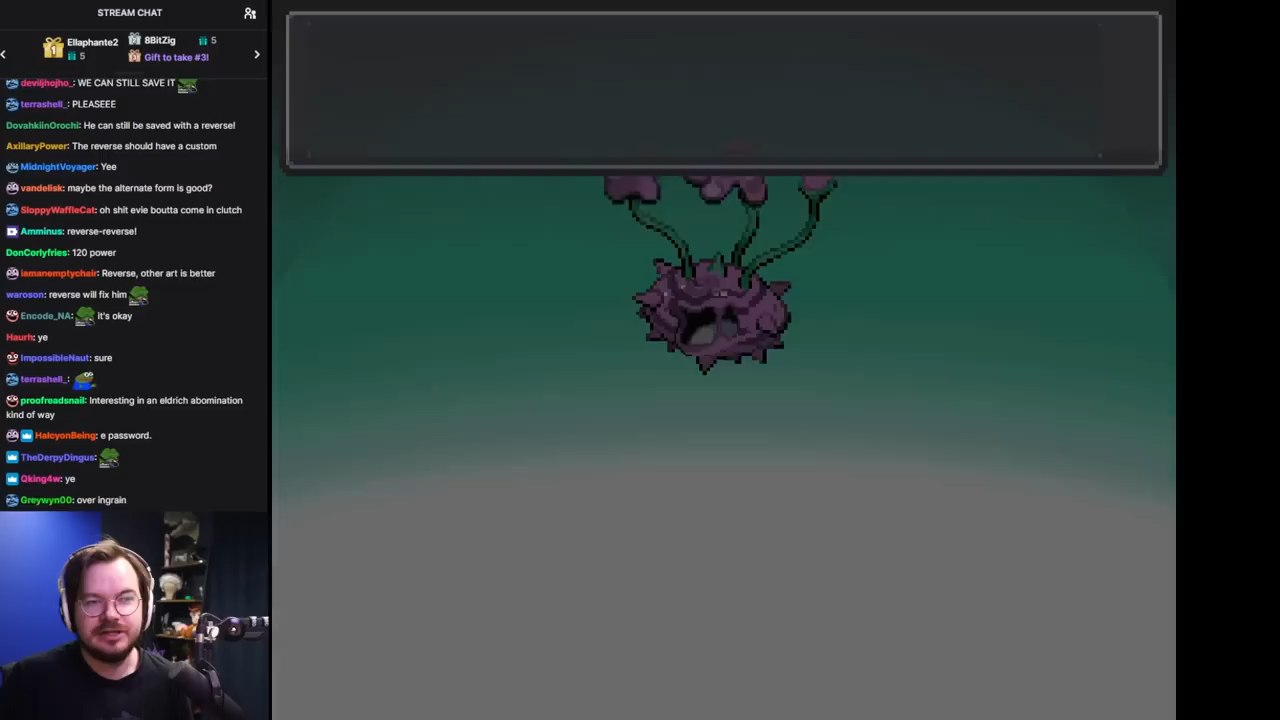 STREAM CHAT
Ellaphante2
5
8BitZig
5
Gift to take #3!
deviljhojho_: WE CAN STILL SAVE IT
terrashell_: PLEASEEE
DovahkiinOrochi: He can still be saved with a reverse!
AxillaryPower: The reverse should have a custom
MidnightVoyager: Yee
vandelisk: maybe the alternate form is good?
SloppyWaffleCat: oh shit evie boutta come in clutch
Amminus: reverse-reverse!
DonCorlyfries: 120 power
iamanemptychair: Reverse, other art is better
waroson: reverse will fix him
Encode_NA: it's okay
Haurh: ye
ImpossibleNaut: sure
terrashell_:
proofreadsnail: Interesting in an eldrich abomination
kind of way
HalcyonBeing: e password.
TheDerpyDingus:
Qking4w: ye
Greywyn00: over ingrain